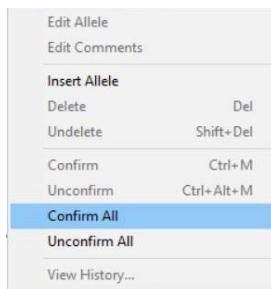 Edit Allele
Edit Comments
Insert Allele
Delete Del
Undelete Shift+Del
Confirm Ctrl+M
Unconfirm Ctrl+Alt+M
Confirm All
Unconfirm All
View History...